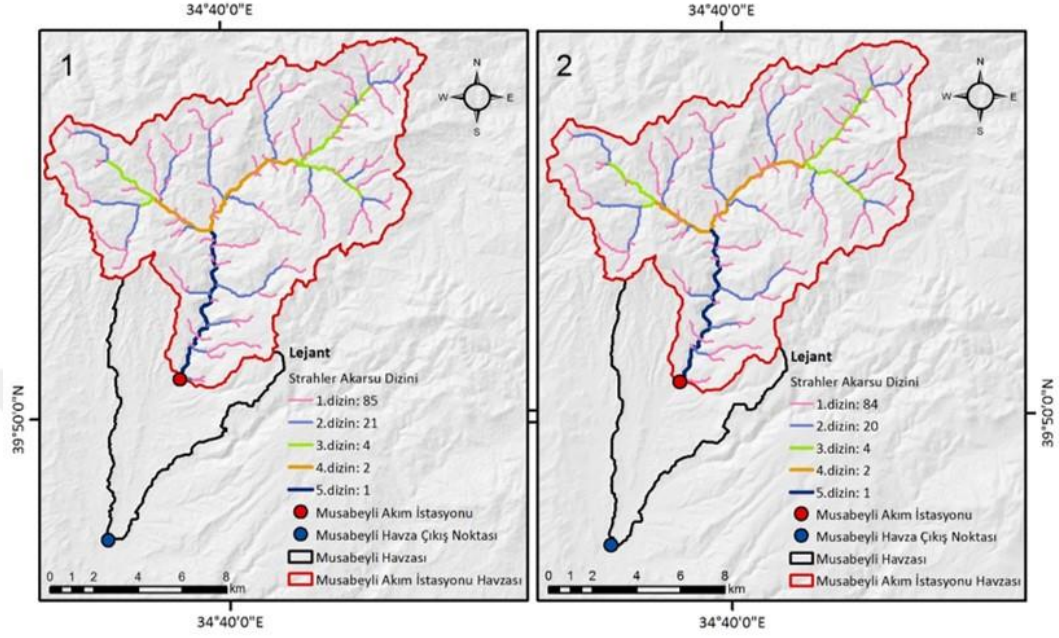 34°40'0"E
34°40'0"E
1
N
W
E
S
Lejant
Strahler Akarsu Dizini
1.dizin: 85
2.dizin: 21
3.dizin: 4
4.dizin: 2
5.dizin: 1
Musabeyli Akım İstasyonu
Musabeyli Havza Çıkış Noktası
Musabeyli Havzası
Musabeyli Akım İstasyonu Havzası
0 1 2 4 6 8
km
2
N
W
E
S
Lejant
Strahler Akarsu Dizini
1.dizin: 84
2.dizin: 20
3.dizin: 4
4.dizin: 2
5.dizin: 1
Musabeyli Akım İstasyonu
Musabeyli Havza Çıkış Noktası
Musabeyli Havzası
Musabeyli Akım İstasyonu Havzası
0 1 2 4 6 8
km
39°50'0"N
39°50'0"N
34°40'0"E
34°40'0"E